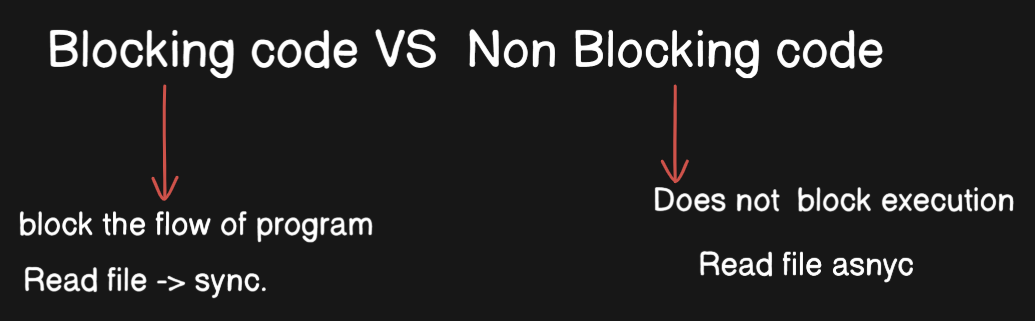 Blocking code VS Non Blocking code
block the flow of program
Read file -> sync.
Does not block execution
Read file asnyc